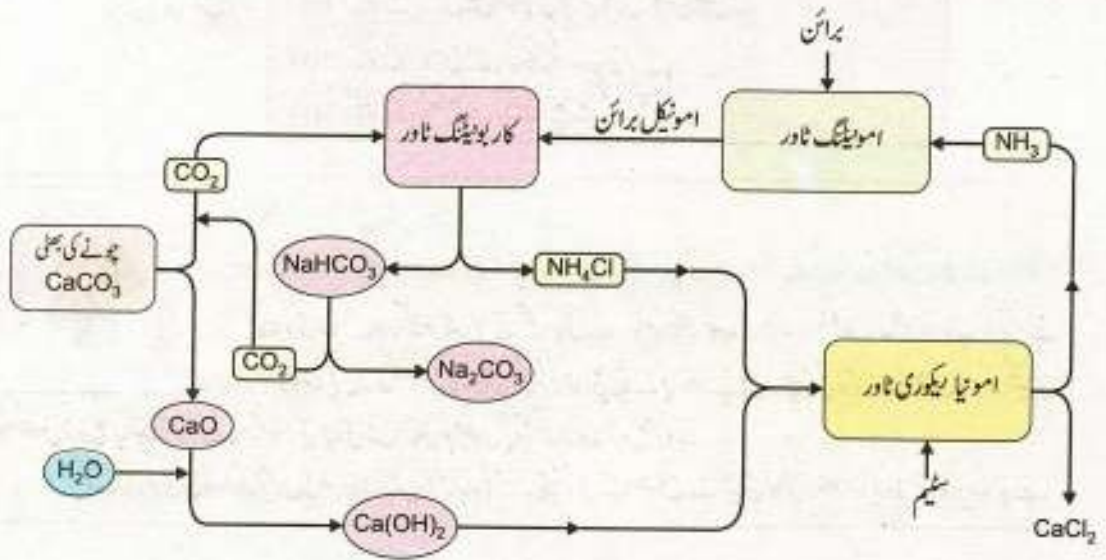 برائن
امونیٹنگ ٹاور
NH₃
امونیکل برائن
کاربونیٹنگ ٹاور
CO₂
چونے کی بھٹی
CaCO₃
NaHCO₃
NH₄Cl
CO₂
Na₂CO₃
امونیا ریکوری ٹاور
CaO
H₂O
Ca(OH)₂
سٹیم
CaCl₂